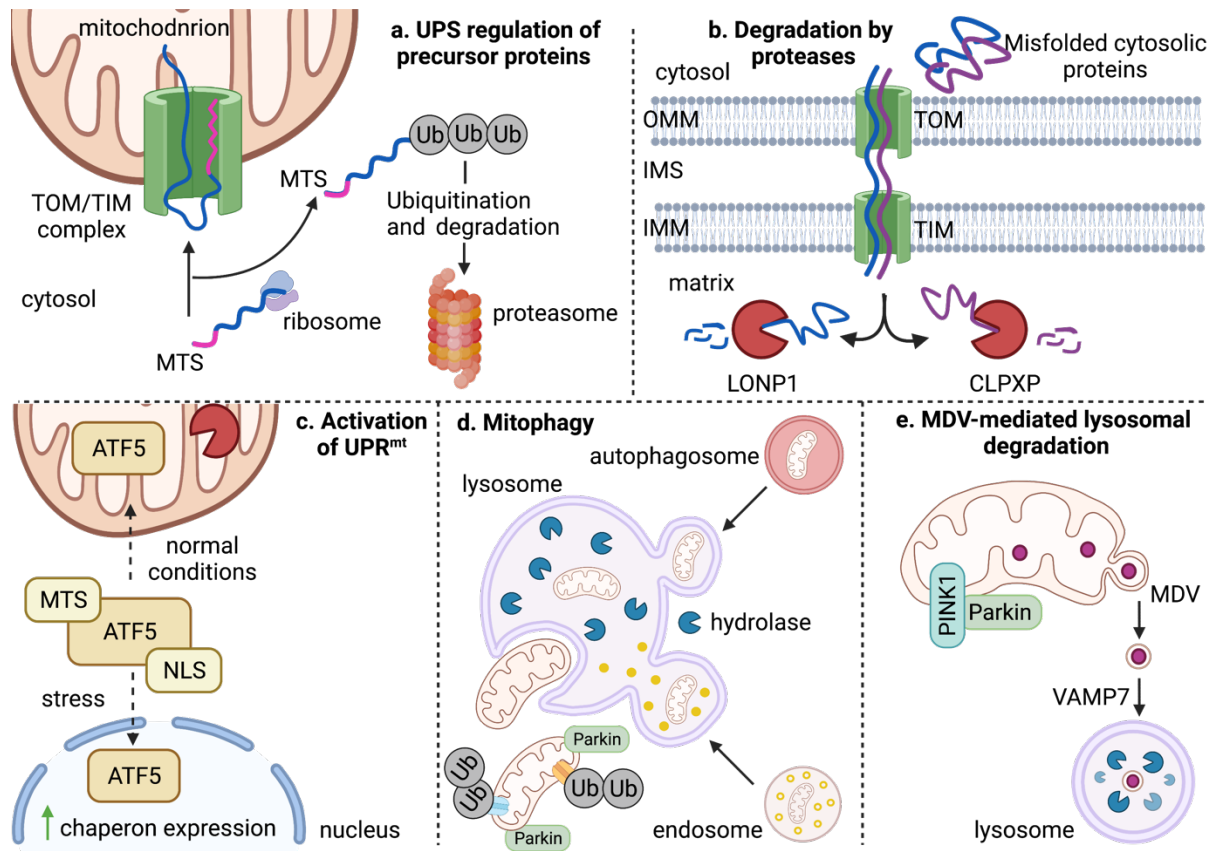 mitochodnrion
a. UPS regulation of
precursor proteins
Ub Ub Ub
MTS
TOM/TIM
complex
Ubiquitination
and degradation
cytosol
ribosome
MTS
proteasome
b. Degradation by
proteases
Misfolded cytosolic
proteins
cytosol
OMM
TOM
IMS
IMM
TIM
matrix
LONP1
CLPXP
c. Activation
of UPRmt
ATF5
normal
conditions
MTS
ATF5
NLS
stress
ATF5
chaperon expression
nucleus
d. Mitophagy
autophagosome
lysosome
hydrolase
Parkin
Ub
Ub
Ub Ub
Parkin
endosome
e. MDV-mediated lysosomal
degradation
PINK1
Parkin
MDV
VAMP7
lysosome